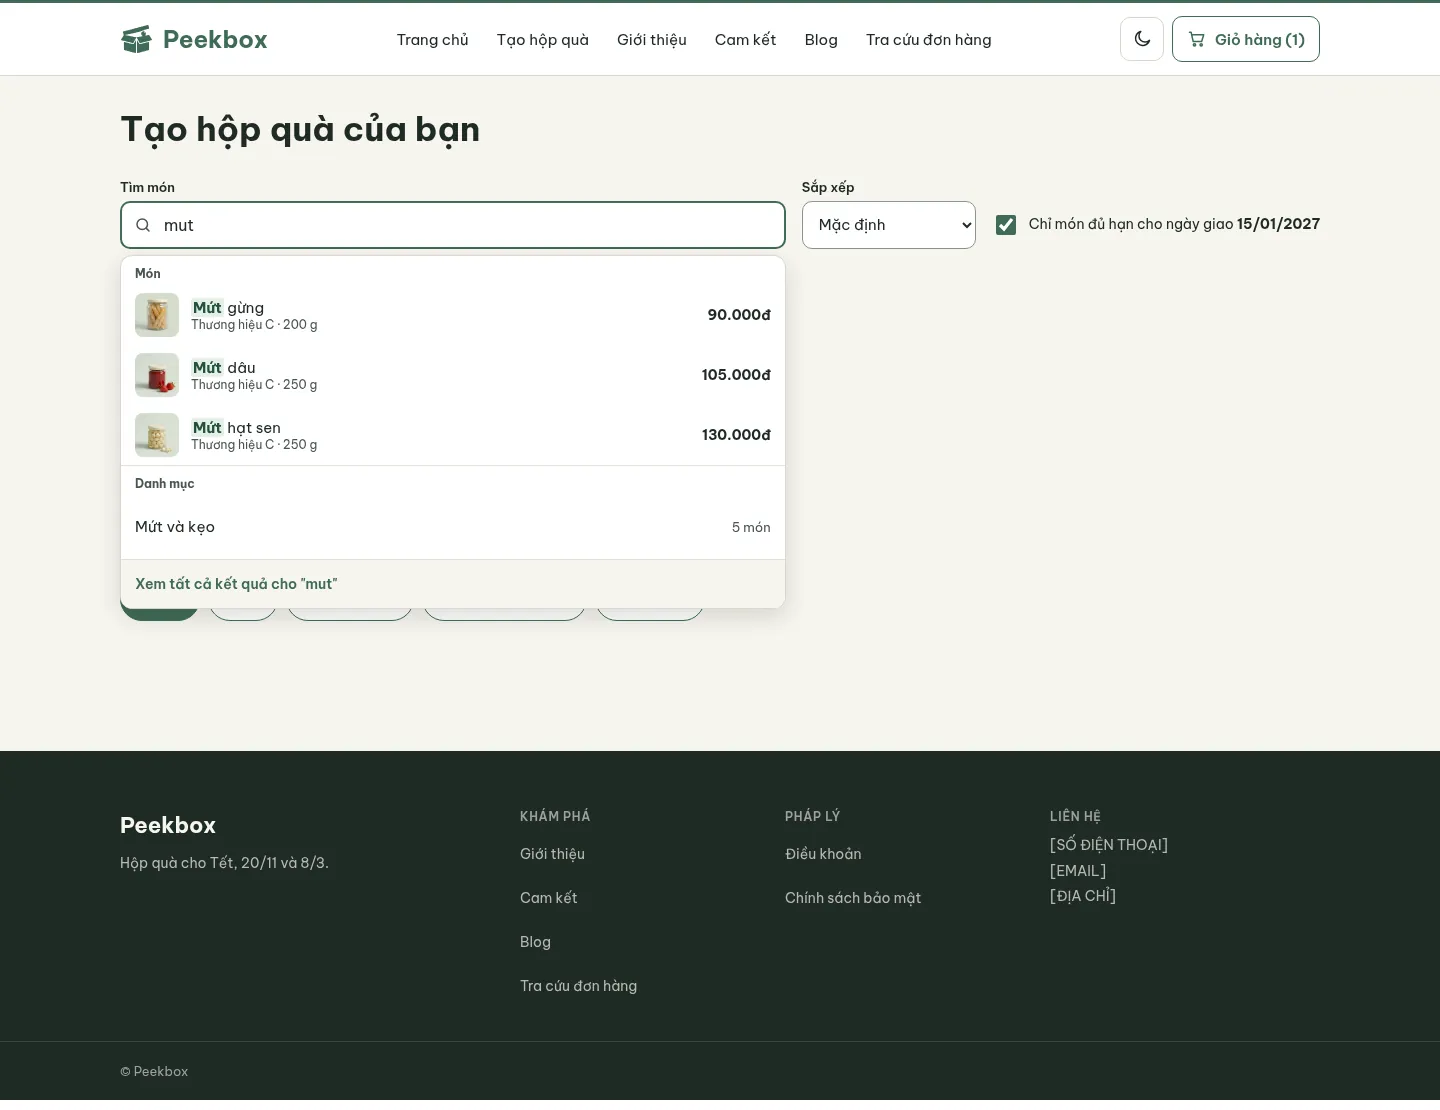 Peekbox
Trang chủ
Tạo hộp quà
Giới thiệu
Cam kết
Blog
Tra cứu đơn hàng
Giỏ hàng (1)
Tạo hộp quà của bạn
Tìm món
mut
Sắp xếp
Mặc định
Chỉ món đủ hạn cho ngày giao 15/01/2027
Món
Mứt gừng
Thương hiệu C · 200 g
90.000đ
Mứt dâu
Thương hiệu C · 250 g
105.000đ
Mứt hạt sen
Thương hiệu C · 250 g
130.000đ
Danh mục
Mứt và kẹo
5 món
Xem tất cả kết quả cho "mut"
Peekbox
Hộp quà cho Tết, 20/11 và 8/3.
KHÁM PHÁ
Giới thiệu
Cam kết
Blog
Tra cứu đơn hàng
PHÁP LÝ
Điều khoản
Chính sách bảo mật
LIÊN HỆ
[SỐ ĐIỆN THOẠI]
[EMAIL]
[ĐỊA CHỈ]
© Peekbox